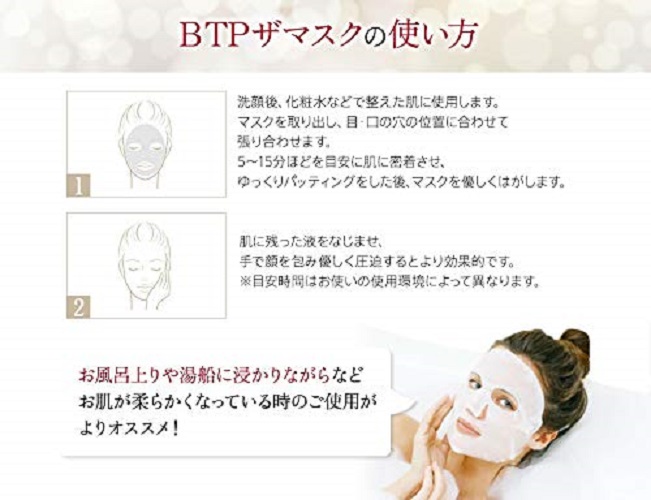 BTPザマスクの使い方
洗顔後、化粧水などで整えた肌に使用します。
マスクを取り出し、目・口の穴の位置に合わせて
張り合わせます。
5〜15分ほどを目安に肌に密着させ、
ゆっくりパッティングをした後、マスクを優しくはがします。
1
肌に残った液をなじませ、
手で顔を包み優しく圧迫するとより効果的です。
※目安時間はお使いの使用環境によって異なります。
2
お風呂上りや湯船に浸かりながらなど
お肌が柔らかくなっている時のご使用が
よりオススメ!